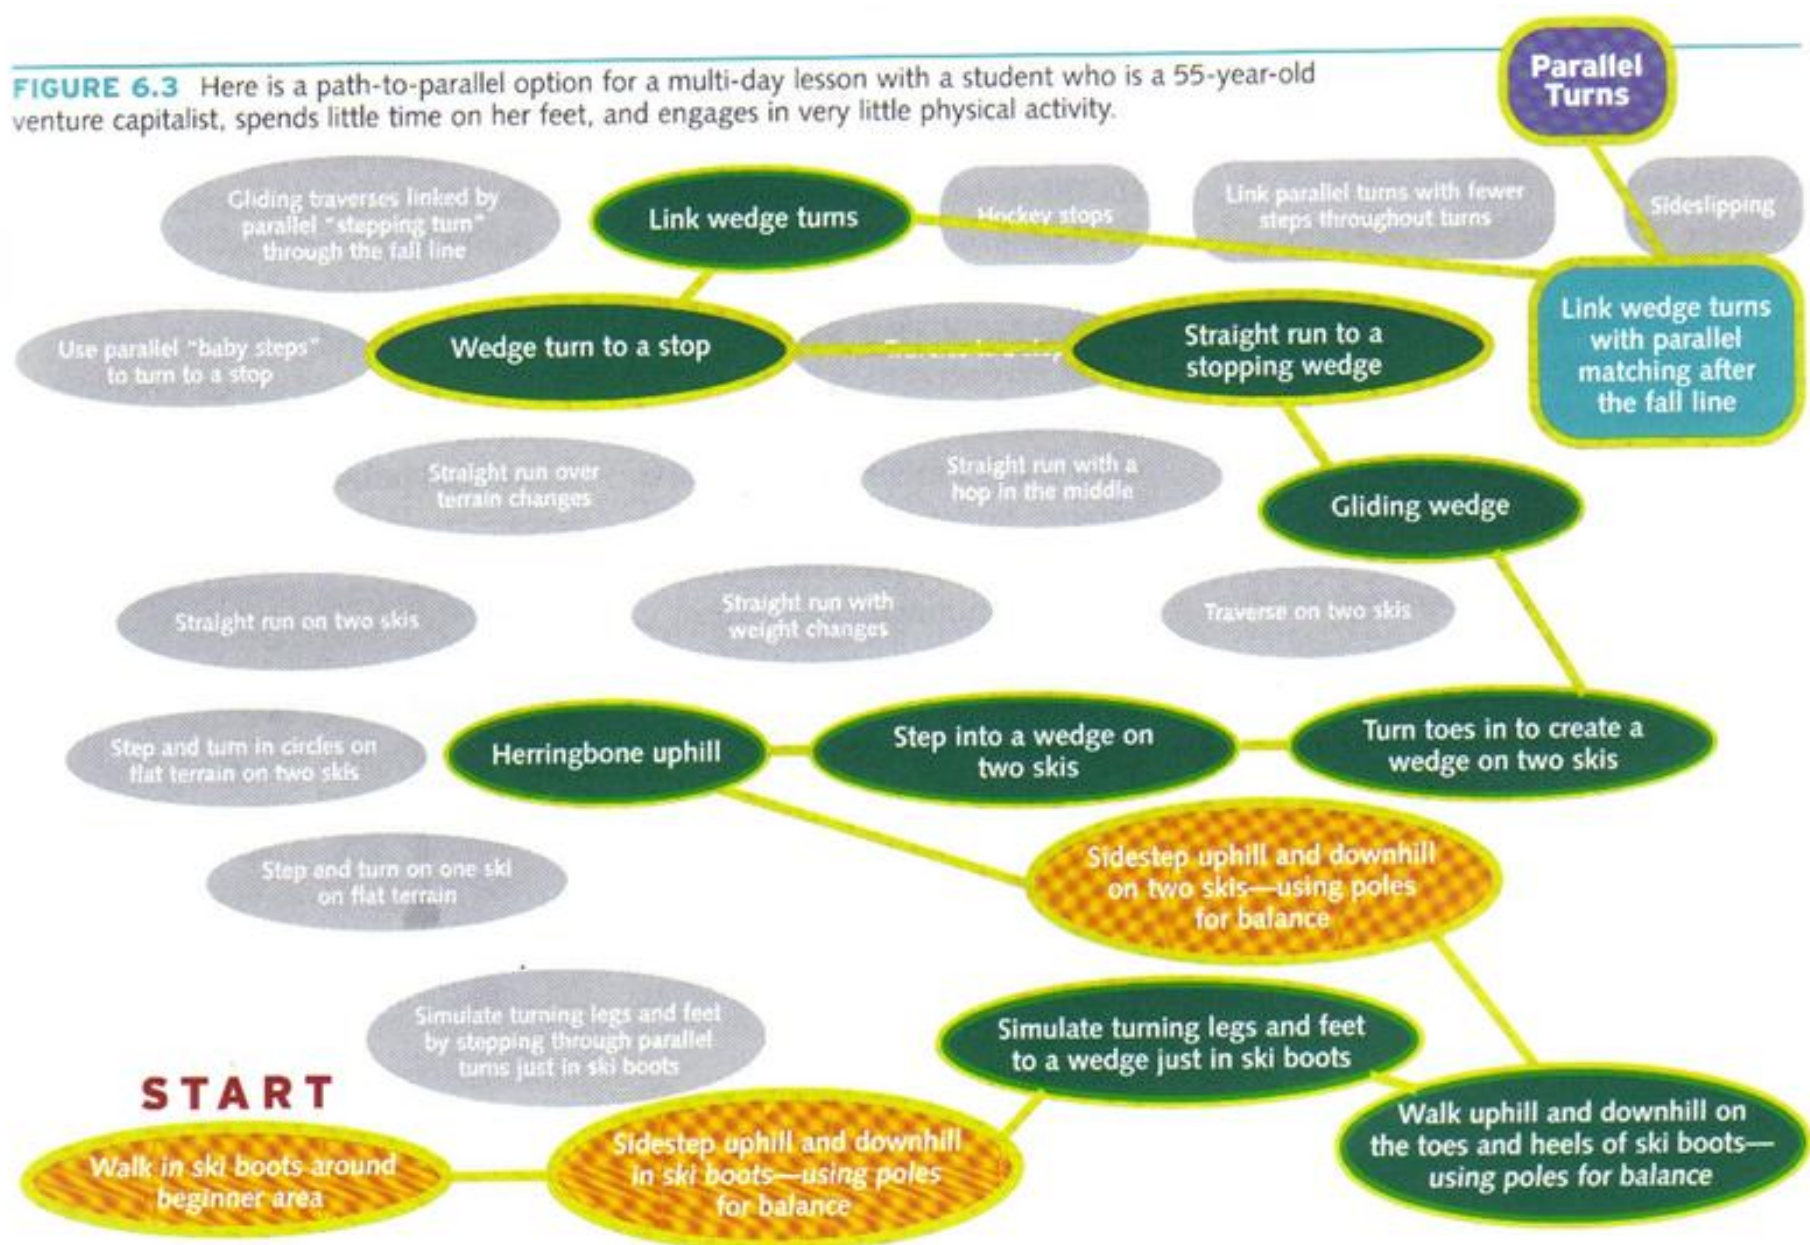 Parallel
Turns
FIGURE 6.3 Here is a path-to-parallel option for a multi-day lesson with a student who is a 55-year-old
venture capitalist, spends little time on her feet, and engages in very little physical activity.
Gliding traverses linked by
parallel "stepping turn"
through the fall line
Link wedge turns
Hockey stops
Link parallel turns with fewer
steps throughout turns
Sideslipping
Use parallel "baby steps"
to turn to a stop
Wedge turn to a stop
Straight run to a
stopping wedge
Link wedge turns
with parallel
matching after
the fall line
Straight run over
terrain changes
Straight run with a
hop in the middle
Gliding wedge
Straight run on two skis
Straight run with
weight changes
Traverse on two skis
Step and turn in circles on
flat terrain on two skis
Herringbone uphill
Step into a wedge on
two skis
Turn toes in to create a
wedge on two skis
Step and turn on one ski
on flat terrain
Sidestep uphill and downhill
on two skis—using poles
for balance
Simulate turning legs and feet
by stepping through parallel
turns just in ski boots
Simulate turning legs and feet
to a wedge just in ski boots
START
Walk in ski boots around
beginner area
Sidestep uphill and downhill
in ski boots—using poles
for balance
Walk uphill and downhill on
the toes and heels of ski boots—
using poles for balance